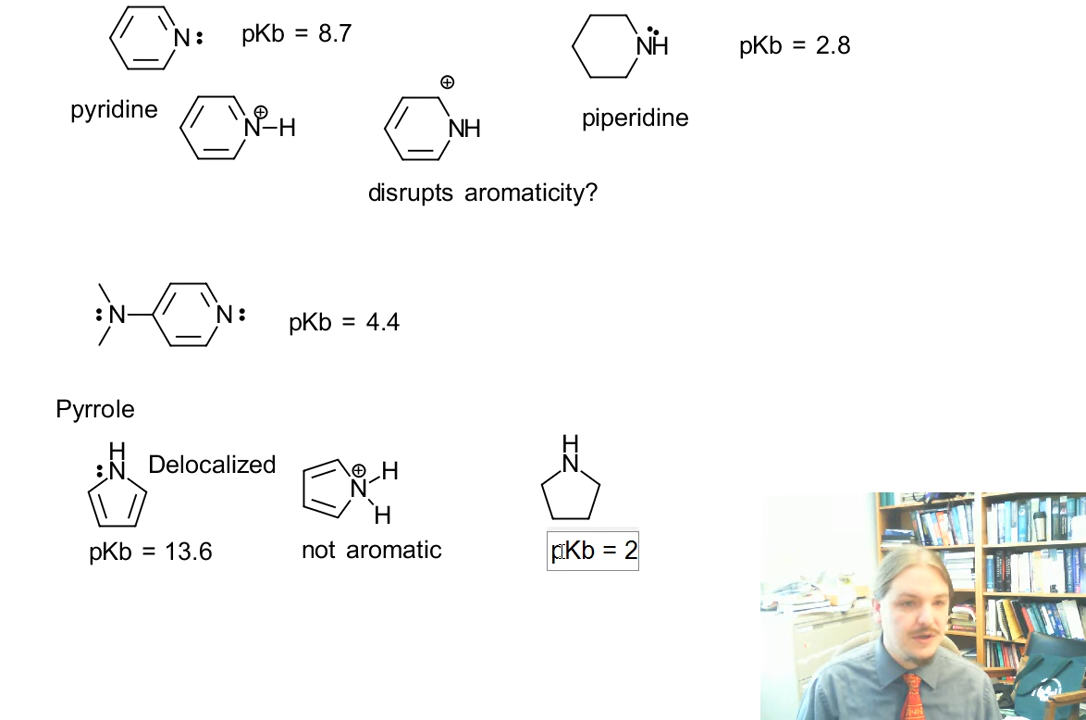 N: pKb = 8.7
NH pKb = 2.8
pyridine
⊕
N–H
⊕
NH
piperidine
disrupts aromaticity?
:N N: pKb = 4.4
Pyrrole
H
:N
Delocalized
⊕
N
H
H
H
N
pKb = 13.6
not aromatic
pKb = 2